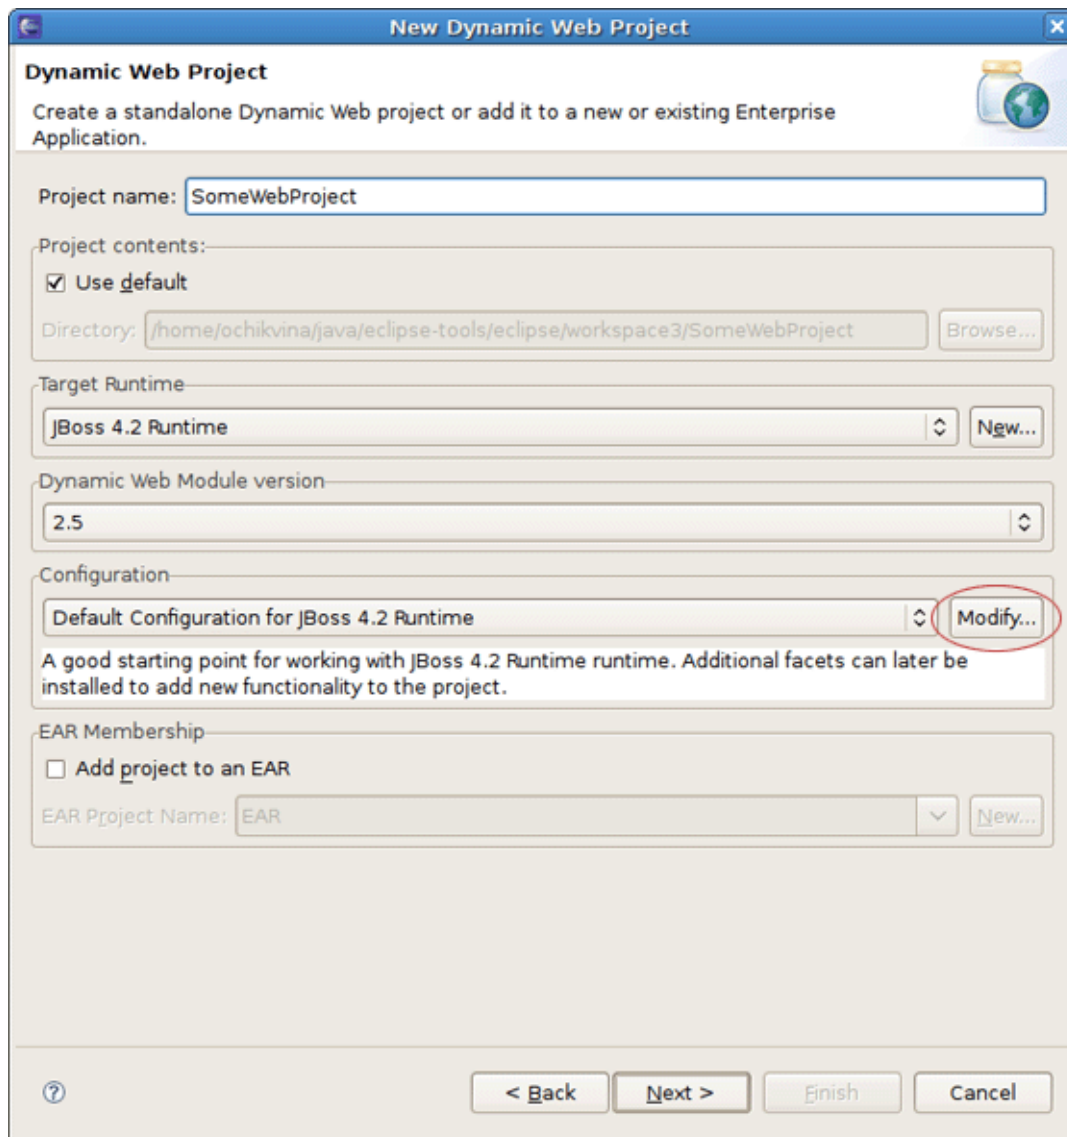 New Dynamic Web Project
Dynamic Web Project
Create a standalone Dynamic Web project or add it to a new or existing Enterprise
Application.
Project name: SomeWebProject
Project contents:
Use default
Directory: /home/ochikvina/java/eclipse-tools/eclipse/workspace3/SomeWebProject Browse...
Target Runtime
JBoss 4.2 Runtime New...
Dynamic Web Module version
2.5
Configuration
Default Configuration for JBoss 4.2 Runtime Modify...
A good starting point for working with JBoss 4.2 Runtime runtime. Additional facets can later be
installed to add new functionality to the project.
EAR Membership
Add project to an EAR
EAR Project Name: EAR New...
? < Back Next > Finish Cancel